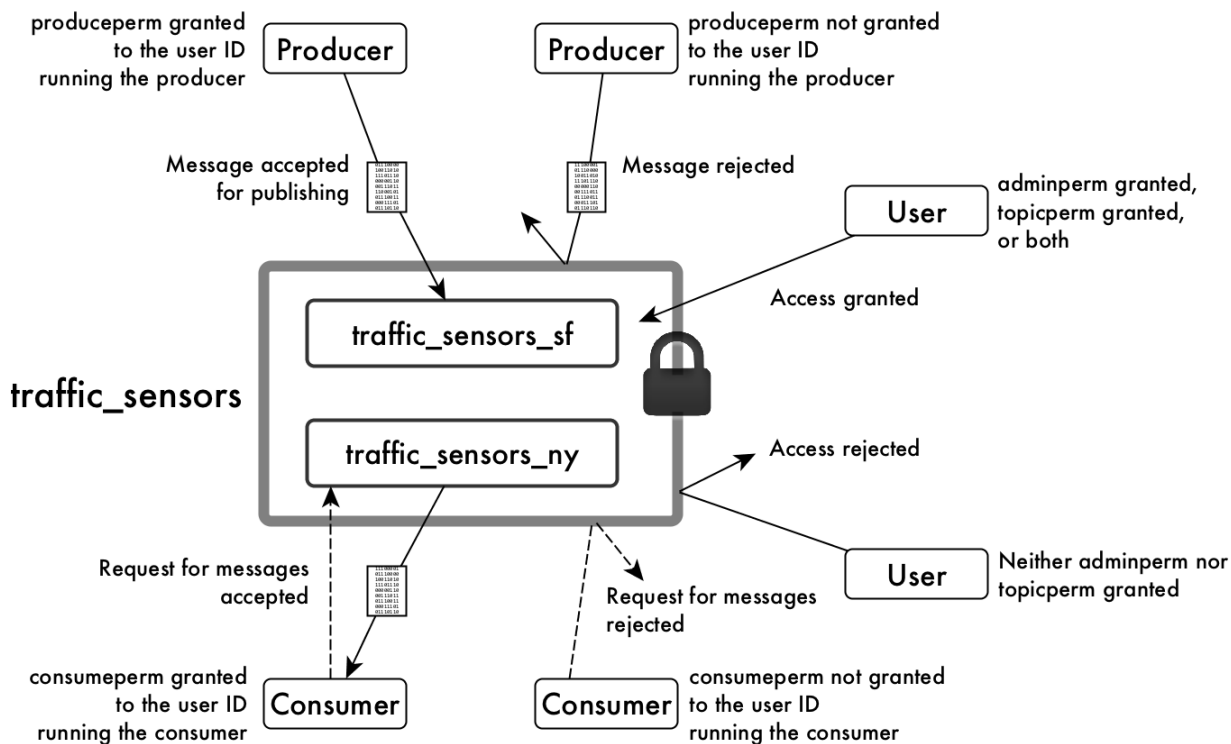 produceperm granted
to the user ID
running the producer
Producer
Producer
produceperm not granted
to the user ID
running the producer
Message accepted
for publishing
Message rejected
User
adminperm granted,
topicperm granted,
or both
Access granted
traffic_sensors_sf
traffic_sensors
traffic_sensors_ny
Access rejected
User
Neither adminperm nor
topicperm granted
Request for messages
accepted
Request for messages
rejected
consumeperm granted
to the user ID
running the consumer
Consumer
Consumer
consumeperm not granted
to the user ID
running the consumer